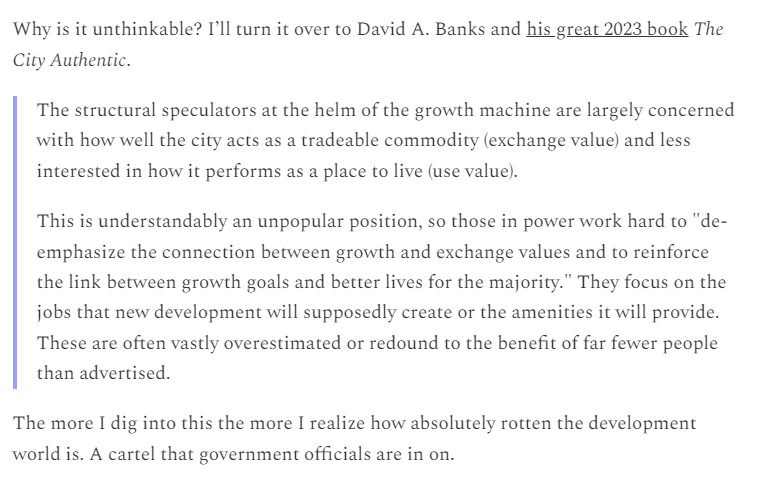 Why is it unthinkable? I’ll turn it over to David A. Banks and his great 2023 book The
City Authentic.
The structural speculators at the helm of the growth machine are largely concerned
with how well the city acts as a tradeable commodity (exchange value) and less
interested in how it performs as a place to live (use value).
This is understandably an unpopular position, so those in power work hard to "de-
emphasize the connection between growth and exchange values and to reinforce
the link between growth goals and better lives for the majority." They focus on the
jobs that new development will supposedly create or the amenities it will provide.
These are often vastly overestimated or redound to the benefit of far fewer people
than advertised.
The more I dig into this the more I realize how absolutely rotten the development
world is. A cartel that government officials are in on.